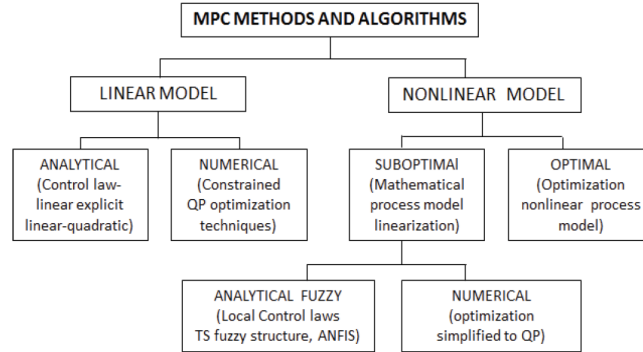 MPC METHODS AND ALGORITHMS
LINEAR MODEL
NONLINEAR MODEL
ANALYTICAL
(Control law-
linear explicit
linear-quadratic)
NUMERICAL
(Constrained
QP optimization
techniques)
SUBOPTIMAl
(Mathematical
process model
linearization)
OPTIMAL
(Optimization
nonlinear process
model)
ANALYTICAL FUZZY
(Local Control laws
TS fuzzy structure, ANFIS)
NUMERICAL
(optimization
simplified to QP)